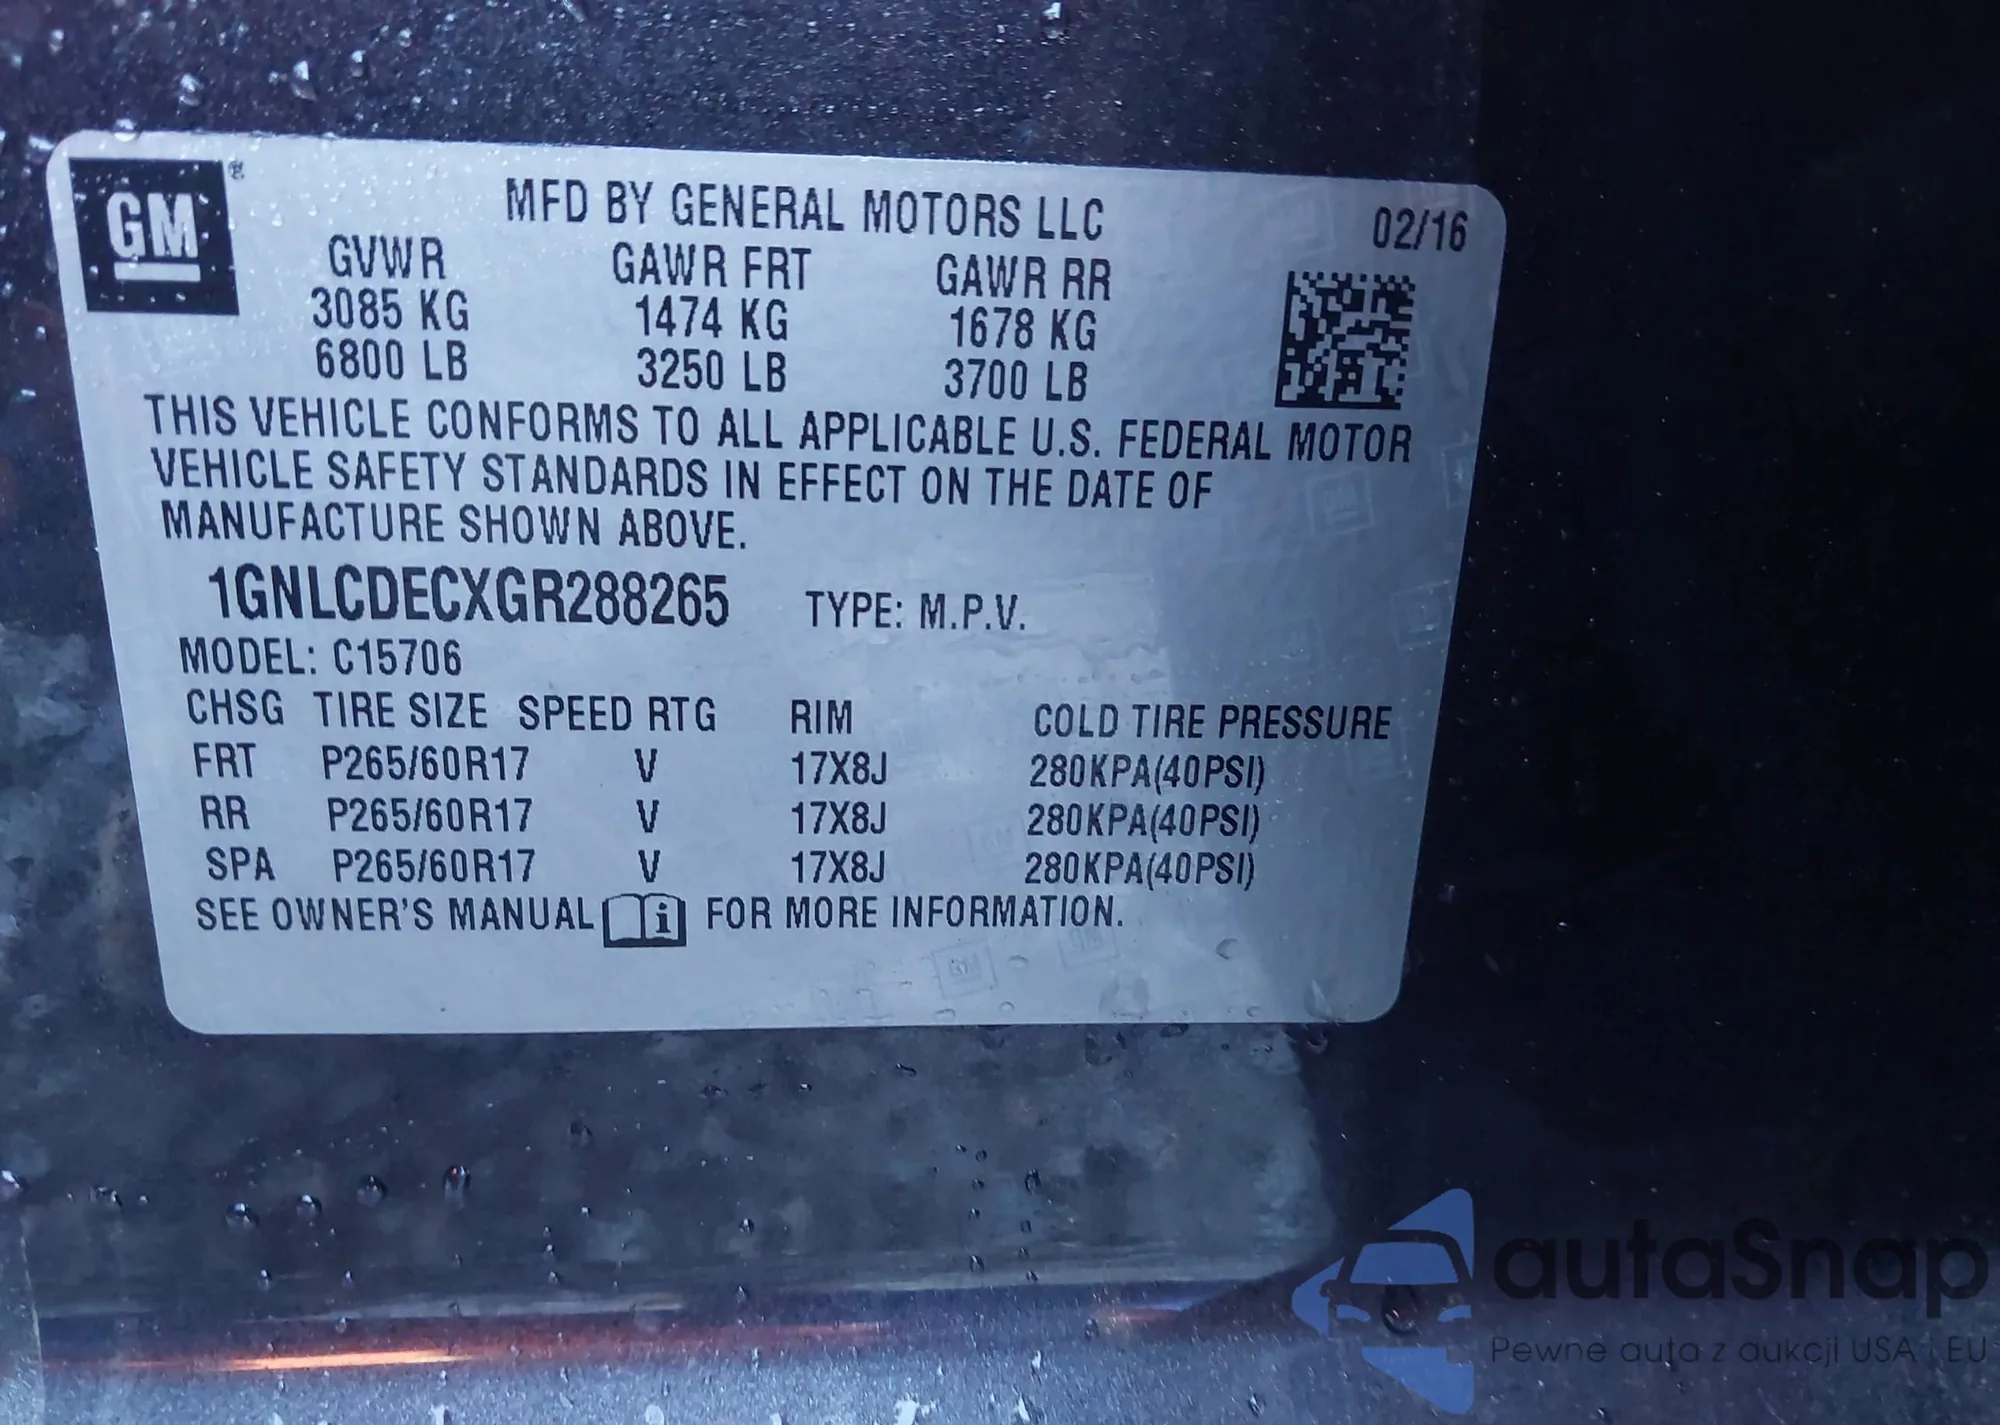 GM ®
MFD BY GENERAL MOTORS LLC 02/16
GVWR GAWR FRT GAWR RR
3085 KG 1474 KG 1678 KG
6800 LB 3250 LB 3700 LB
THIS VEHICLE CONFORMS TO ALL APPLICABLE U.S. FEDERAL MOTOR
VEHICLE SAFETY STANDARDS IN EFFECT ON THE DATE OF
MANUFACTURE SHOWN ABOVE.
1GNLCDECXGR288265 TYPE: M.P.V.
MODEL: C15706
CHSG TIRE SIZE SPEED RTG RIM COLD TIRE PRESSURE
FRT P265/60R17 V 17X8J 280KPA(40PSI)
RR P265/60R17 V 17X8J 280KPA(40PSI)
SPA P265/60R17 V 17X8J 280KPA(40PSI)
SEE OWNER'S MANUAL i FOR MORE INFORMATION.
autaSnap
Pewne auta z aukcji USA i EU